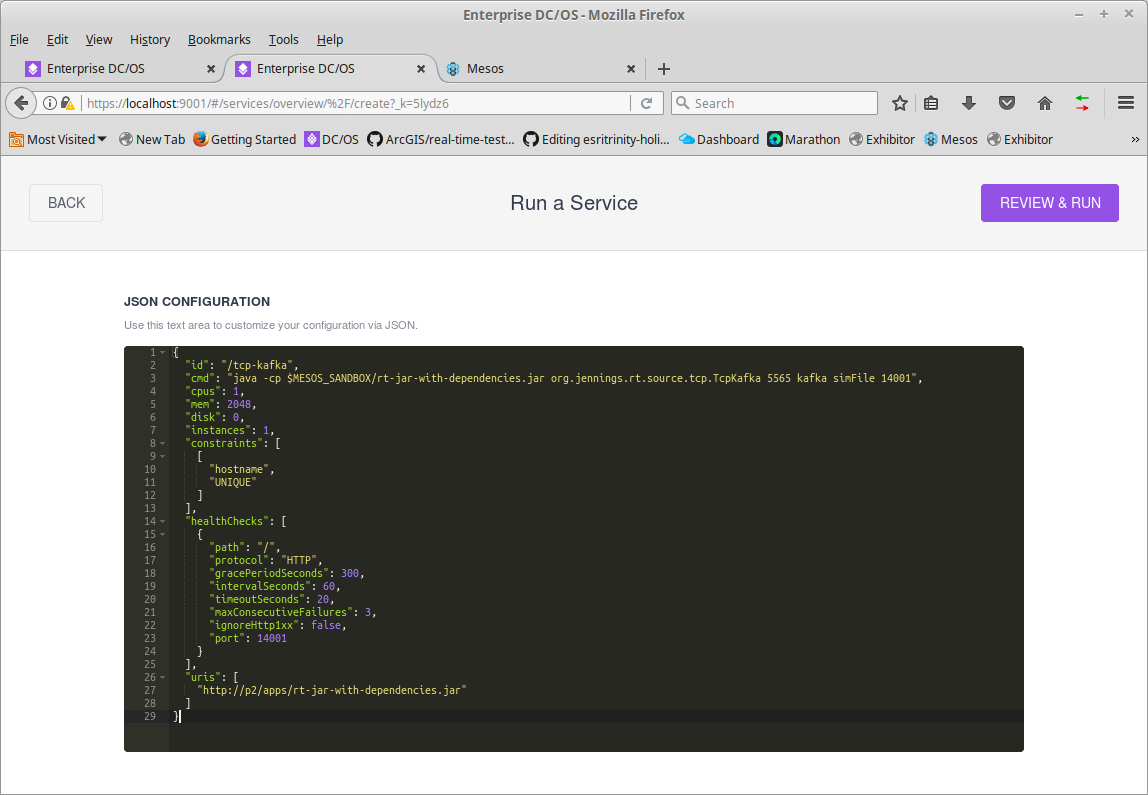 Enterprise DC/OS - Mozilla Firefox
File Edit View History Bookmarks Tools Help
Enterprise DC/OS Enterprise DC/OS Mesos
https://localhost:9001/#/services/overview/%2F/create?_k=5lydz6 Search
Most Visited New Tab Getting Started DC/OS ArcGIS/real-time-test... Editing esritrinity-holi... Dashboard Marathon Exhibitor Mesos Exhibitor »
BACK Run a Service REVIEW & RUN
JSON CONFIGURATION
Use this text area to customize your configuration via JSON.
1 {
2 "id": "/tcp-kafka",
3 "cmd": "java -cp $MESOS_SANDBOX/rt-jar-with-dependencies.jar org.jennings.rt.source.tcp.TcpKafka 5565 kafka simFile 14001",
4 "cpus": 1,
5 "mem": 2048,
6 "disk": 0,
7 "instances": 1,
8 "constraints": [
9 [
10 "hostname",
11 "UNIQUE"
12 ]
13 ],
14 "healthChecks": [
15 {
16 "path": "/",
17 "protocol": "HTTP",
18 "gracePeriodSeconds": 300,
19 "intervalSeconds": 60,
20 "timeoutSeconds": 20,
21 "maxConsecutiveFailures": 3,
22 "ignoreHttp1xx": false,
23 "port": 14001
24 }
25 ],
26 "uris": [
27 "http://p2/apps/rt-jar-with-dependencies.jar"
28 ]
29 }